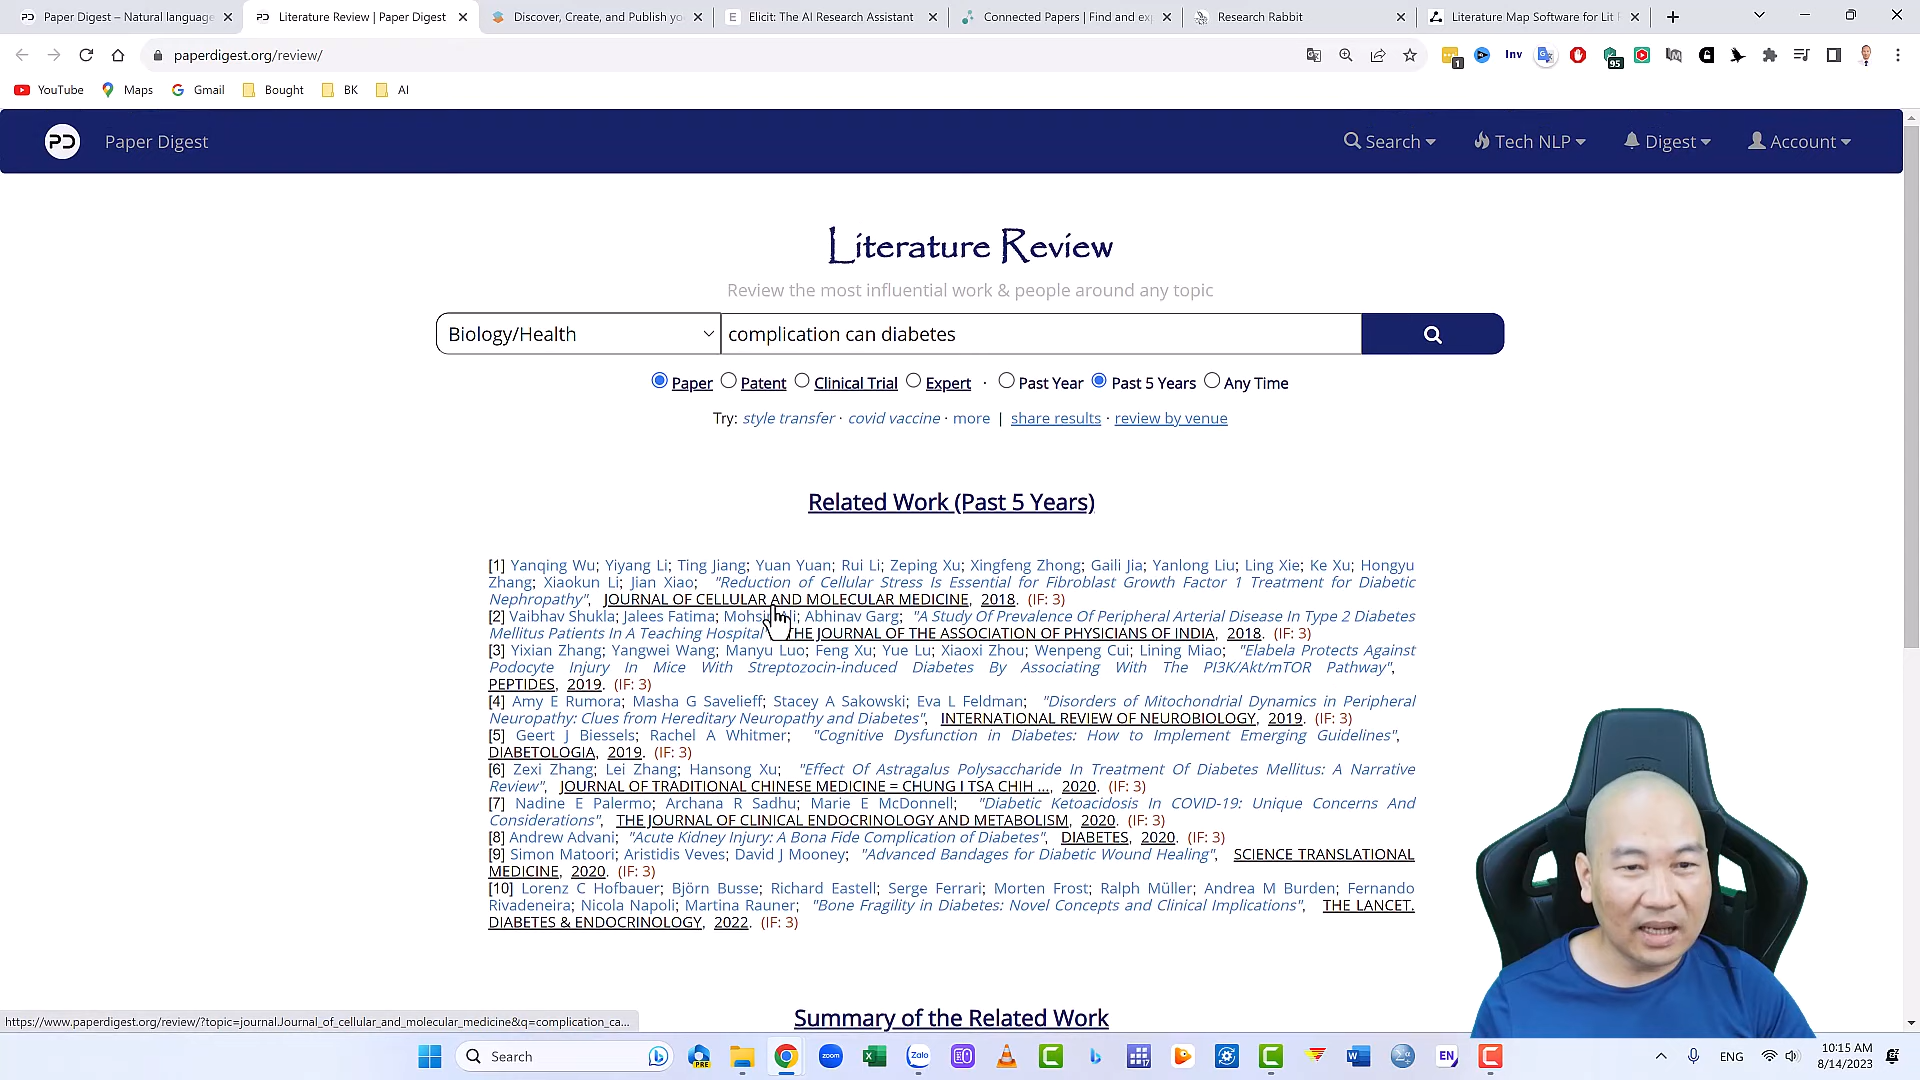 Paper Digest – Natural language
Literature Review | Paper Digest
Discover, Create, and Publish yo
Elicit: The AI Research Assistant
Connected Papers | Find and exp
Research Rabbit
Literature Map Software for Lit R
paperdigest.org/review/
1
Inv
95
YouTube
Maps
Gmail
Bought
BK
AI
PD
Paper Digest
Search
Tech NLP
Digest
Account
Literature Review
Review the most influential work & people around any topic
Biology/Health
complication can diabetes
Paper Patent Clinical Trial Expert · Past Year Past 5 Years Any Time
Try: style transfer · covid vaccine · more | share results · review by venue
Related Work (Past 5 Years)
[1] Yanqing Wu; Yiyang Li; Ting Jiang; Yuan Yuan; Rui Li; Zeping Xu; Xingfeng Zhong; Gaili Jia; Yanlong Liu; Ling Xie; Ke Xu; Hongyu
Zhang; Xiaokun Li; Jian Xiao; "Reduction of Cellular Stress Is Essential for Fibroblast Growth Factor 1 Treatment for Diabetic
Nephropathy", JOURNAL OF CELLULAR AND MOLECULAR MEDICINE, 2018. (IF: 3)
[2] Vaibhav Shukla; Jalees Fatima; Mohsin Ali; Abhinav Garg; "A Study Of Prevalence Of Peripheral Arterial Disease In Type 2 Diabetes
Mellitus Patients In A Teaching Hospital THE JOURNAL OF THE ASSOCIATION OF PHYSICIANS OF INDIA, 2018. (IF: 3)
[3] Yixian Zhang; Yangwei Wang; Manyu Luo; Feng Xu; Yue Lu; Xiaoxi Zhou; Wenpeng Cui; Lining Miao; "Elabela Protects Against
Podocyte Injury In Mice With Streptozocin-induced Diabetes By Associating With The PI3K/Akt/mTOR Pathway",
PEPTIDES, 2019. (IF: 3)
[4] Amy E Rumora; Masha G Savelieff; Stacey A Sakowski; Eva L Feldman; "Disorders of Mitochondrial Dynamics in Peripheral
Neuropathy: Clues from Hereditary Neuropathy and Diabetes", INTERNATIONAL REVIEW OF NEUROBIOLOGY, 2019. (IF: 3)
[5] Geert J Biessels; Rachel A Whitmer; "Cognitive Dysfunction in Diabetes: How to Implement Emerging Guidelines",
DIABETOLOGIA, 2019. (IF: 3)
[6] Zexi Zhang; Lei Zhang; Hansong Xu; "Effect Of Astragalus Polysaccharide In Treatment Of Diabetes Mellitus: A Narrative
Review", JOURNAL OF TRADITIONAL CHINESE MEDICINE = CHUNG I TSA CHIH ..., 2020. (IF: 3)
[7] Nadine E Palermo; Archana R Sadhu; Marie E McDonnell; "Diabetic Ketoacidosis In COVID-19: Unique Concerns And
Considerations", THE JOURNAL OF CLINICAL ENDOCRINOLOGY AND METABOLISM, 2020. (IF: 3)
[8] Andrew Advani; "Acute Kidney Injury: A Bona Fide Complication of Diabetes", DIABETES, 2020. (IF: 3)
[9] Simon Matoori; Aristidis Veves; David J Mooney; "Advanced Bandages for Diabetic Wound Healing", SCIENCE TRANSLATIONAL
MEDICINE, 2020. (IF: 3)
[10] Lorenz C Hofbauer; Björn Busse; Richard Eastell; Serge Ferrari; Morten Frost; Ralph Müller; Andrea M Burden; Fernando
Rivadeneira; Nicola Napoli; Martina Rauner; "Bone Fragility in Diabetes: Novel Concepts and Clinical Implications", THE LANCET.
DIABETES & ENDOCRINOLOGY, 2022. (IF: 3)
Summary of the Related Work
https://www.paperdigest.org/review/?topic=journal.Journal_of_cellular_and_molecular_medicine&q=complication_ca...
Search
PRE
zoom
Zalo
17
EN
ENG
10:15 AM
8/14/2023